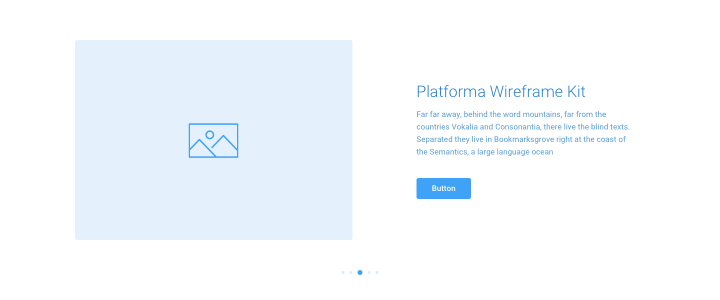 Platforma Wireframe Kit
Far far away, behind the word mountains, far from the
countries Vokalia and Consonantia, there live the blind texts.
Separated they live in Bookmarksgrove right at the coast of
the Semantics, a large language ocean
Button